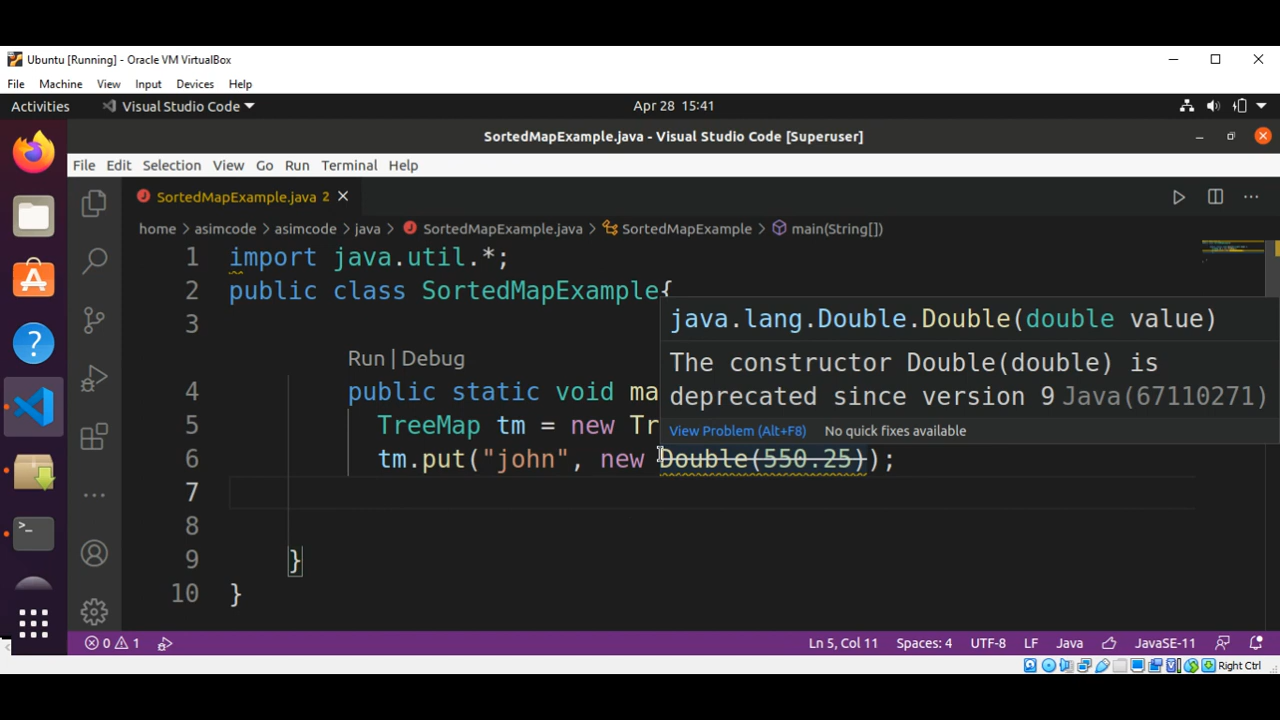 Ubuntu [Running] - Oracle VM VirtualBox
File Machine View Input Devices Help
Activities Visual Studio Code Apr 28 15:41
SortedMapExample.java - Visual Studio Code [Superuser]
File Edit Selection View Go Run Terminal Help
SortedMapExample.java 2
home > asimcode > asimcode > java > SortedMapExample.java > SortedMapExample > main(String[])
1 import java.util.*;
2 public class SortedMapExample{
3
java.lang.Double.Double(double value)
Run | Debug
The constructor Double(double) is
deprecated since version 9 Java(67110271)
4 public static void ma
5 TreeMap tm = new Tr
View Problem (Alt+F8) No quick fixes available
6 tm.put("john", new Double(550.25));
7
8
9 }
10 }
0 1 Ln 5, Col 11 Spaces: 4 UTF-8 LF Java JavaSE-11
Right Ctrl